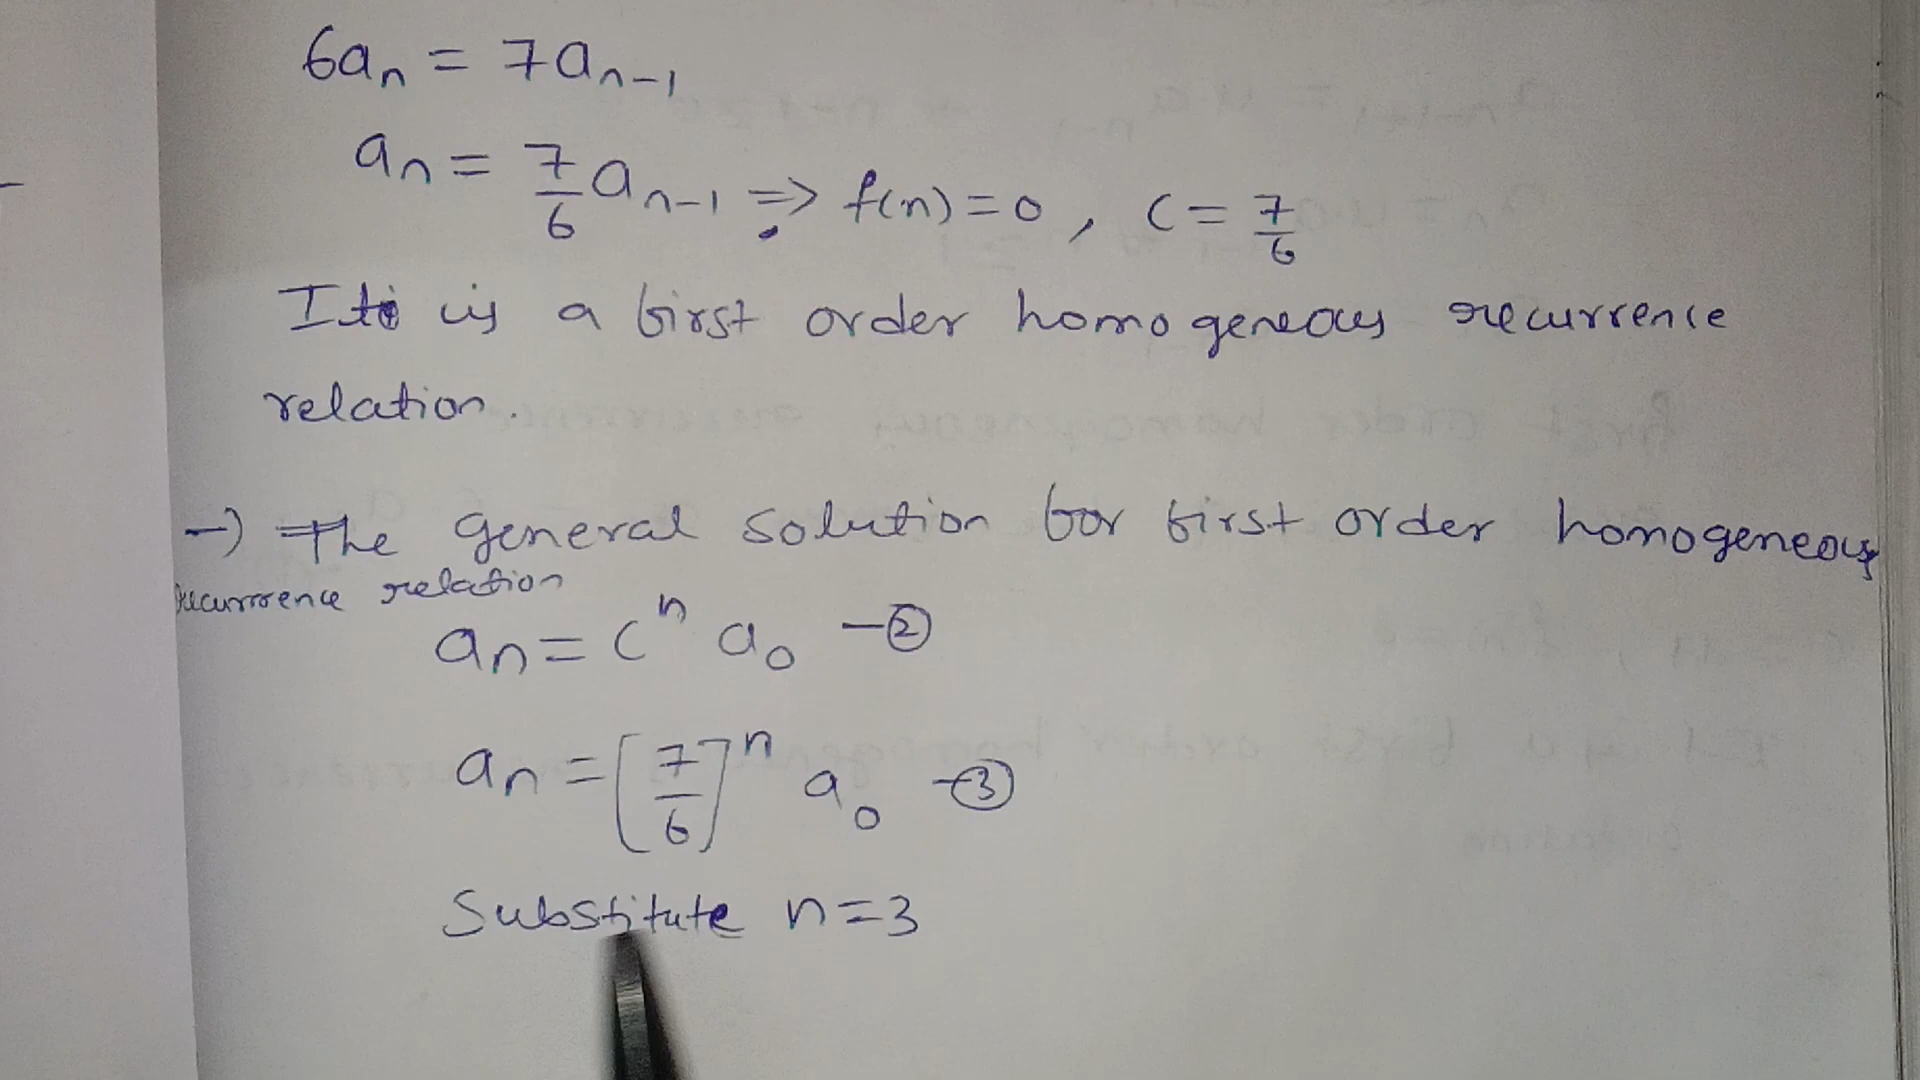 6aₙ = 7aₙ₋₁
aₙ = 7/6 aₙ₋₁ ⇒ f(n) = 0, C = 7/6
It is a first order homogeneous recurrence
relation.
→ The general solution for first order homogeneous
recurrence relation
aₙ = Cⁿ a₀ —②
aₙ = [7/6]ⁿ a₀ —③
Substitute n=3